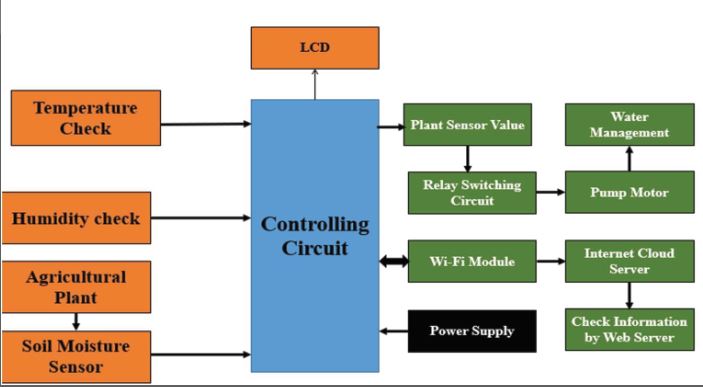 LCD
Temperature
Check
Plant Sensor Value
Water
Management
Relay Switching
Circuit
Pump Motor
Humidity check
Controlling
Circuit
Wi-Fi Module
Internet Cloud
Server
Agricultural
Plant
Power Supply
Check Information
by Web Server
Soil Moisture
Sensor